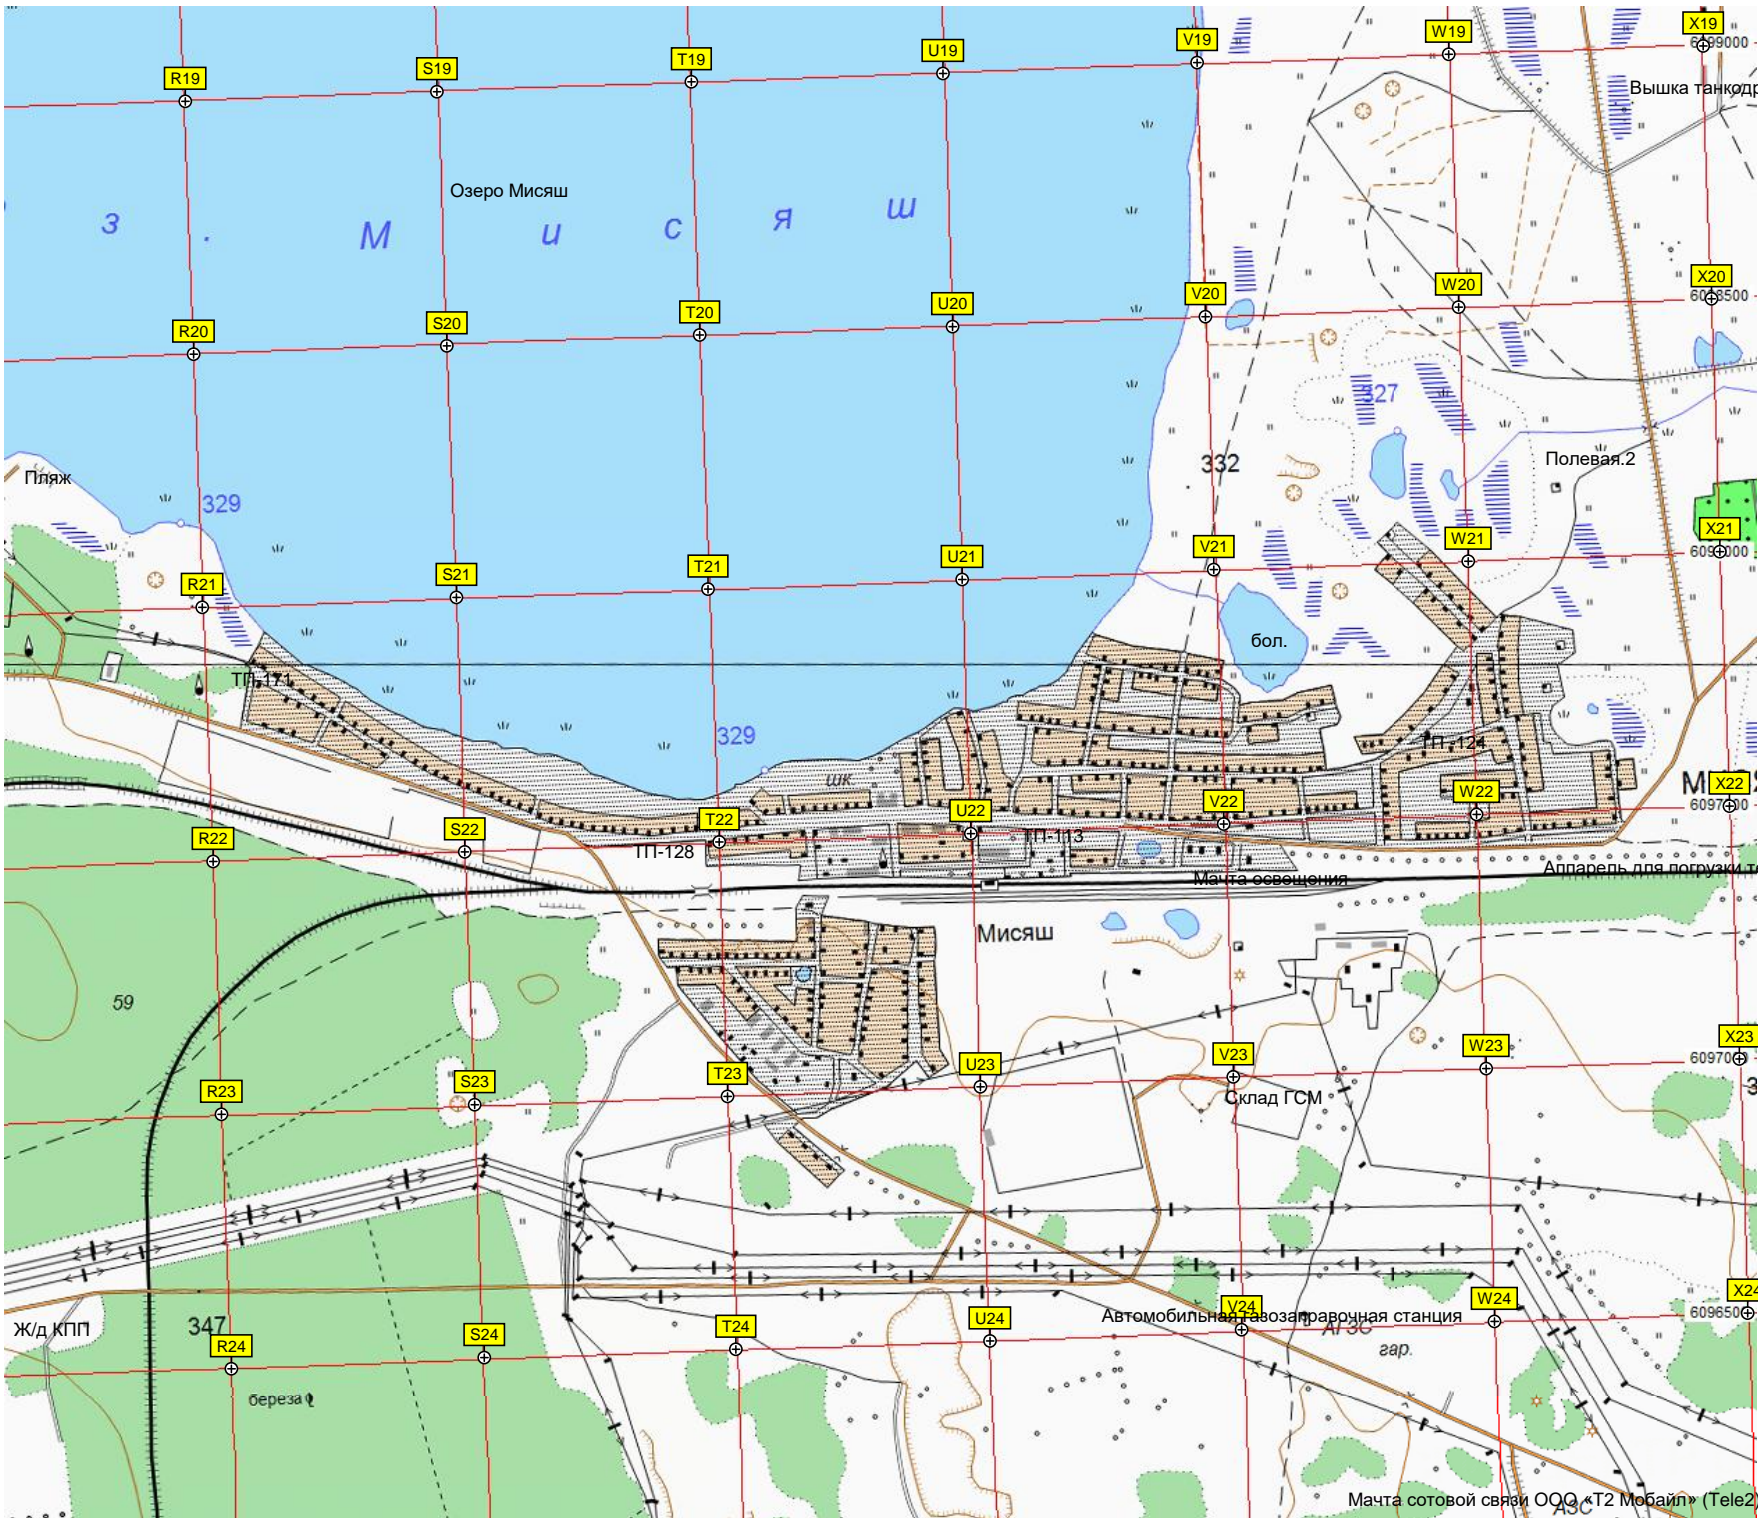 R19
S19
T19
U19
V19
W19
X19
Вышка танкодр
Озеро Мисяш
з . М и с я ш
R20
S20
T20
U20
V20
W20
X20
327
332
Полевая.2
Пляж
329
R21
S21
T21
U21
V21
W21
X21
бол.
ТП-171
329
шк.
ТП-124
R22
S22
T22
U22
V22
W22
X22
ТП-128
ТП-113
Мачта освещения
Аппарель для погрузки т
Мисяш
59
R23
S23
T23
U23
V23
W23
X23
6097000
Склад ГСМ
Ж/д КПП
347
R24
S24
T24
U24
V24
W24
X24
6096500
Автомобильная газозаправочная станция
АГЗС
гар.
береза
Мачта сотовой связи ООО «Т2 Мобайл» (Tele2)
АЗС